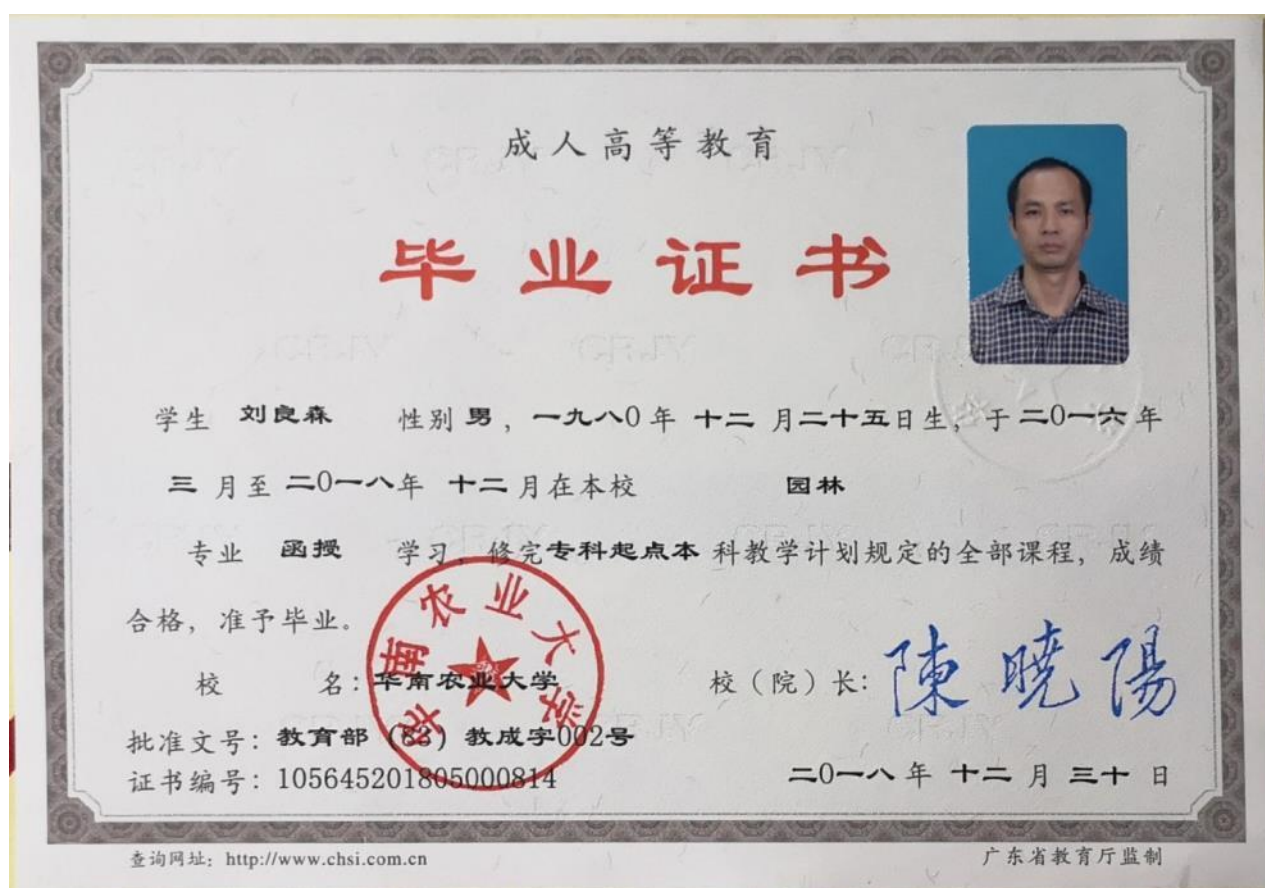 成人高等教育
毕业证书
学生 刘良森 性别 男，一九八0年 十二 月二十五日生，于二0一六年
三 月至 二0一八年 十二月在本校 园林
专业 函授 学习，修完专科起点本 科教学计划规定的全部课程，成绩
合格，准予毕业。
校 名：华南农业大学 校（院）长：陳曉陽
华南农业大学
批准文号：教育部（83）教成字002号
证书编号：105645201805000814 二0一八年 十二 月 三十 日
查询网址：http://www.chsi.com.cn 广东省教育厅监制